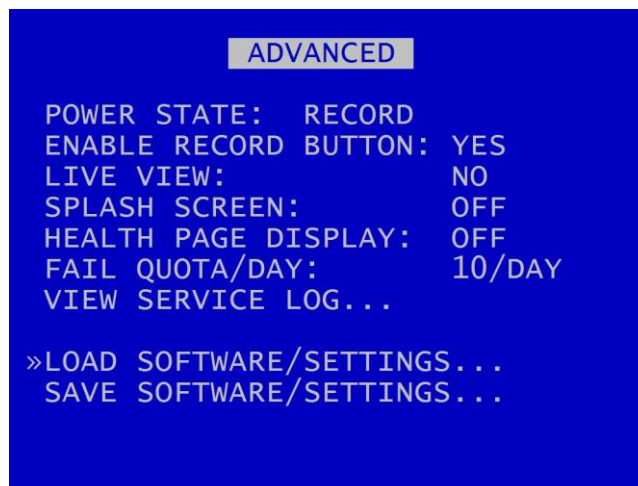 ADVANCED
POWER STATE: RECORD
ENABLE RECORD BUTTON: YES
LIVE VIEW: NO
SPLASH SCREEN: OFF
HEALTH PAGE DISPLAY: OFF
FAIL QUOTA/DAY: 10/DAY
VIEW SERVICE LOG...
»LOAD SOFTWARE/SETTINGS...
SAVE SOFTWARE/SETTINGS...